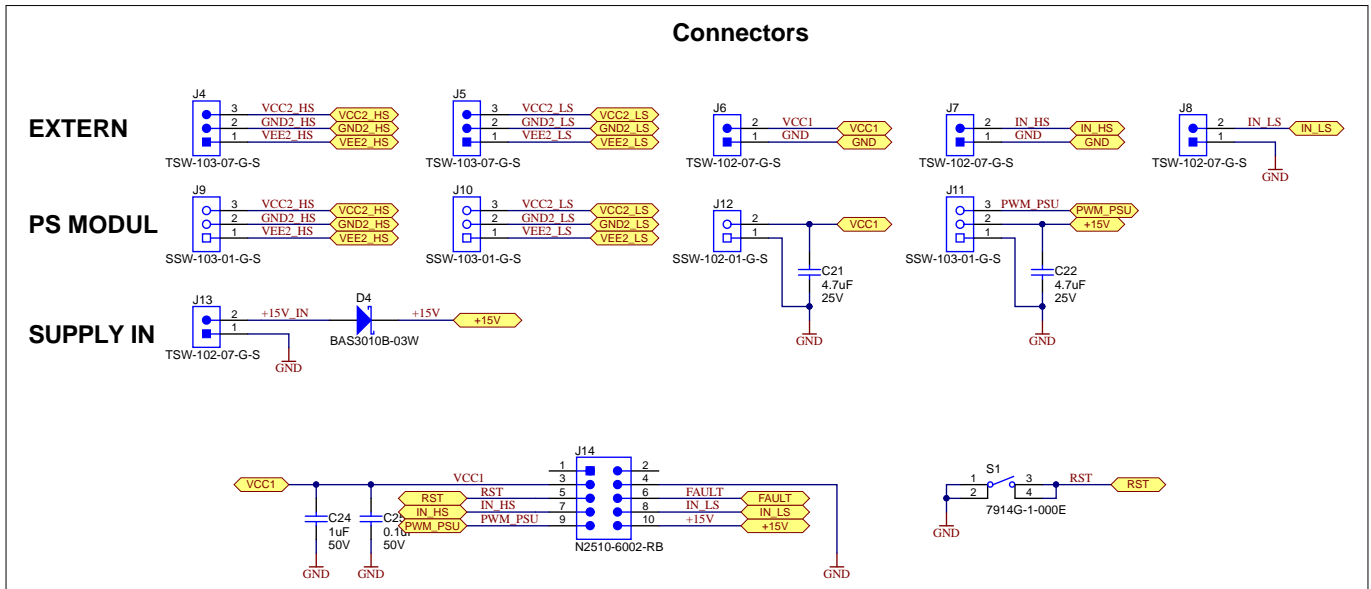 Connectors
EXTERN
J4
3 VCC2_HS VCC2_HS
2 GND2_HS GND2_HS
1 VEE2_HS VEE2_HS
TSW-103-07-G-S
J5
3 VCC2_LS VCC2_LS
2 GND2_LS GND2_LS
1 VEE2_LS VEE2_LS
TSW-103-07-G-S
J6
2 VCC1 VCC1
1 GND GND
TSW-102-07-G-S
J7
2 IN_HS IN_HS
1 GND GND
TSW-102-07-G-S
J8
2 IN_LS IN_LS
1
TSW-102-07-G-S
GND
PS MODUL
J9
3 VCC2_HS VCC2_HS
2 GND2_HS GND2_HS
1 VEE2_HS VEE2_HS
SSW-103-01-G-S
J10
3 VCC2_LS VCC2_LS
2 GND2_LS GND2_LS
1 VEE2_LS VEE2_LS
SSW-103-01-G-S
J12
2 VCC1
1
SSW-102-01-G-S
C21
4.7uF
25V
GND
J11
3 PWM_PSU PWM_PSU
2 +15V
1
SSW-103-01-G-S
C22
4.7uF
25V
GND
SUPPLY IN
J13
2 +15V_IN
1
TSW-102-07-G-S
GND
D4
BAS3010B-03W
+15V +15V
J14
1 2
VCC1 VCC1 3 4
RST RST 5 6 FAULT FAULT
IN_HS IN_HS 7 8 IN_LS IN_LS
PWM_PSU PWM_PSU 9 10 +15V +15V
N2510-6002-RB
C24
1uF
50V
GND
C25
0.1uF
50V
GND
GND
S1
1 3 RST RST
2 4
7914G-1-000E
GND